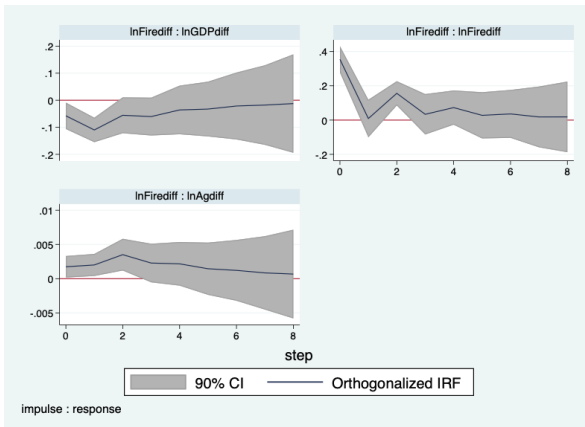 lnFirediff : lnGDPdiff
lnFirediff : lnFirediff
.2
.1
0
-.1
-.2
.4
.2
0
-.2
0 2 4 6 8
lnFirediff : lnAgdiff
.01
.005
0
-.005
0 2 4 6 8
step
90% CI Orthogonalized IRF
impulse : response